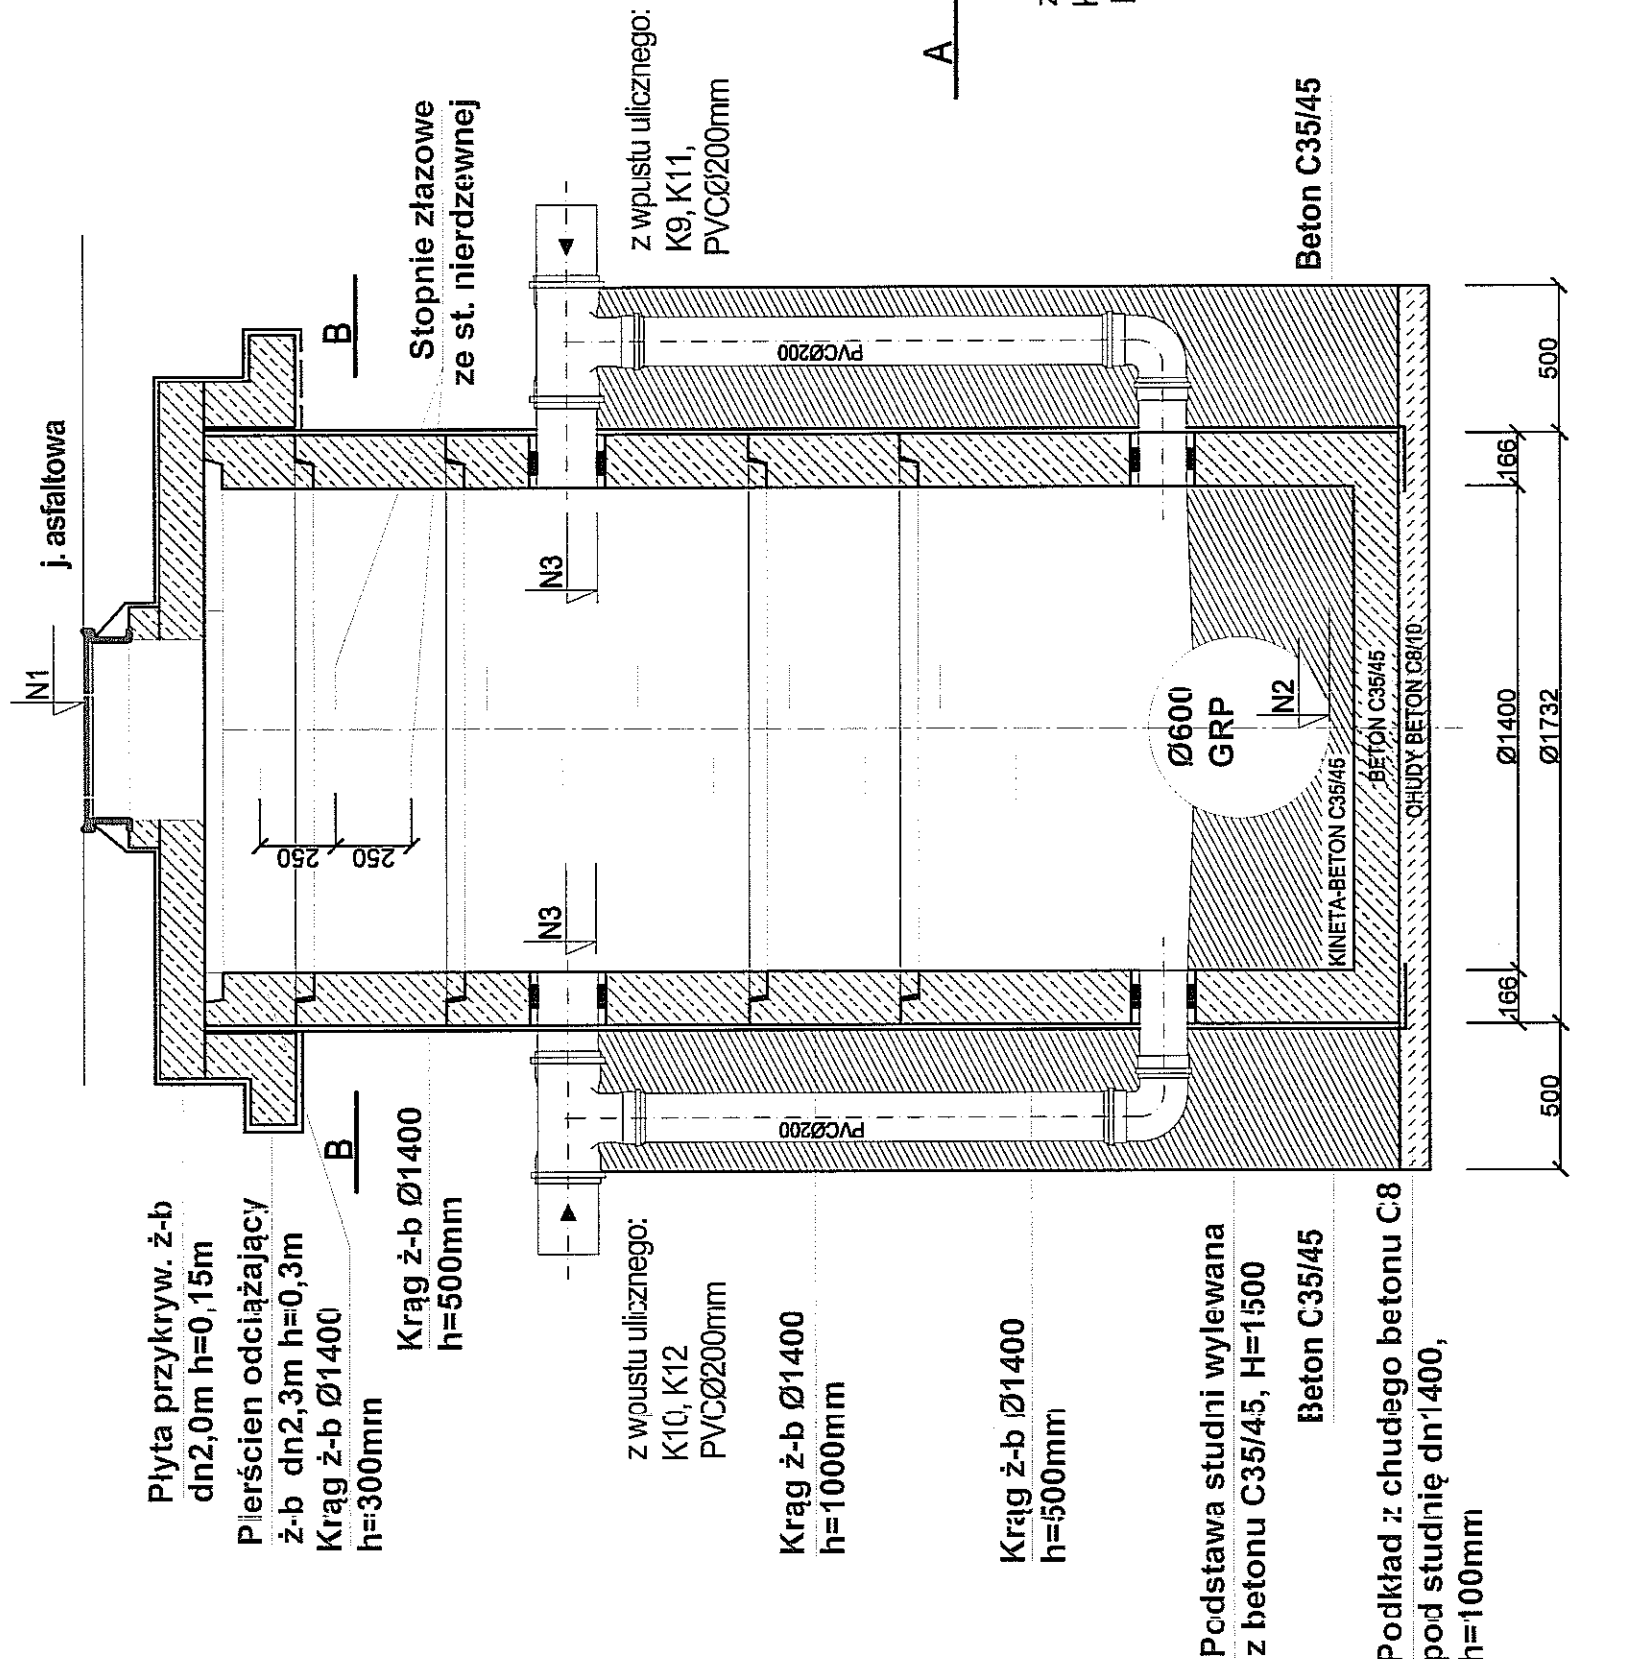 j. asfaltowa
N1
Stopnie złazowe
ze st. nierdzewnej
B
A
z wpustu ulicznego:
K9, K11,
PVCØ200mm
Beton C35/45
N3
PVCØ200
250
250
N3
PVCØ200
Ø600
GRP
N2
KINETA-BETON C35/45
BETON C35/45
CHUDY BETON C8/10
500
166
Ø1400
Ø1732
166
500
B
Płyta przykryw. ż-b
dn2,0m h=0,15m
Pierścien odciążający
ż-b dn2,3m h=0,3m
Krąg ż-b Ø1400
h=300mm
Krąg ż-b Ø1400
h=500mm
z wpustu ulicznego:
K10, K12
PVCØ200mm
Krąg ż-b Ø1400
h=1000mm
Krąg ż-b Ø1400
h=500mm
Podstawa studni wylewana
z betonu C35/45, H=1500
Beton C35/45
Podkład z chudego betonu C8
pod studnię dn1400,
h=100mm